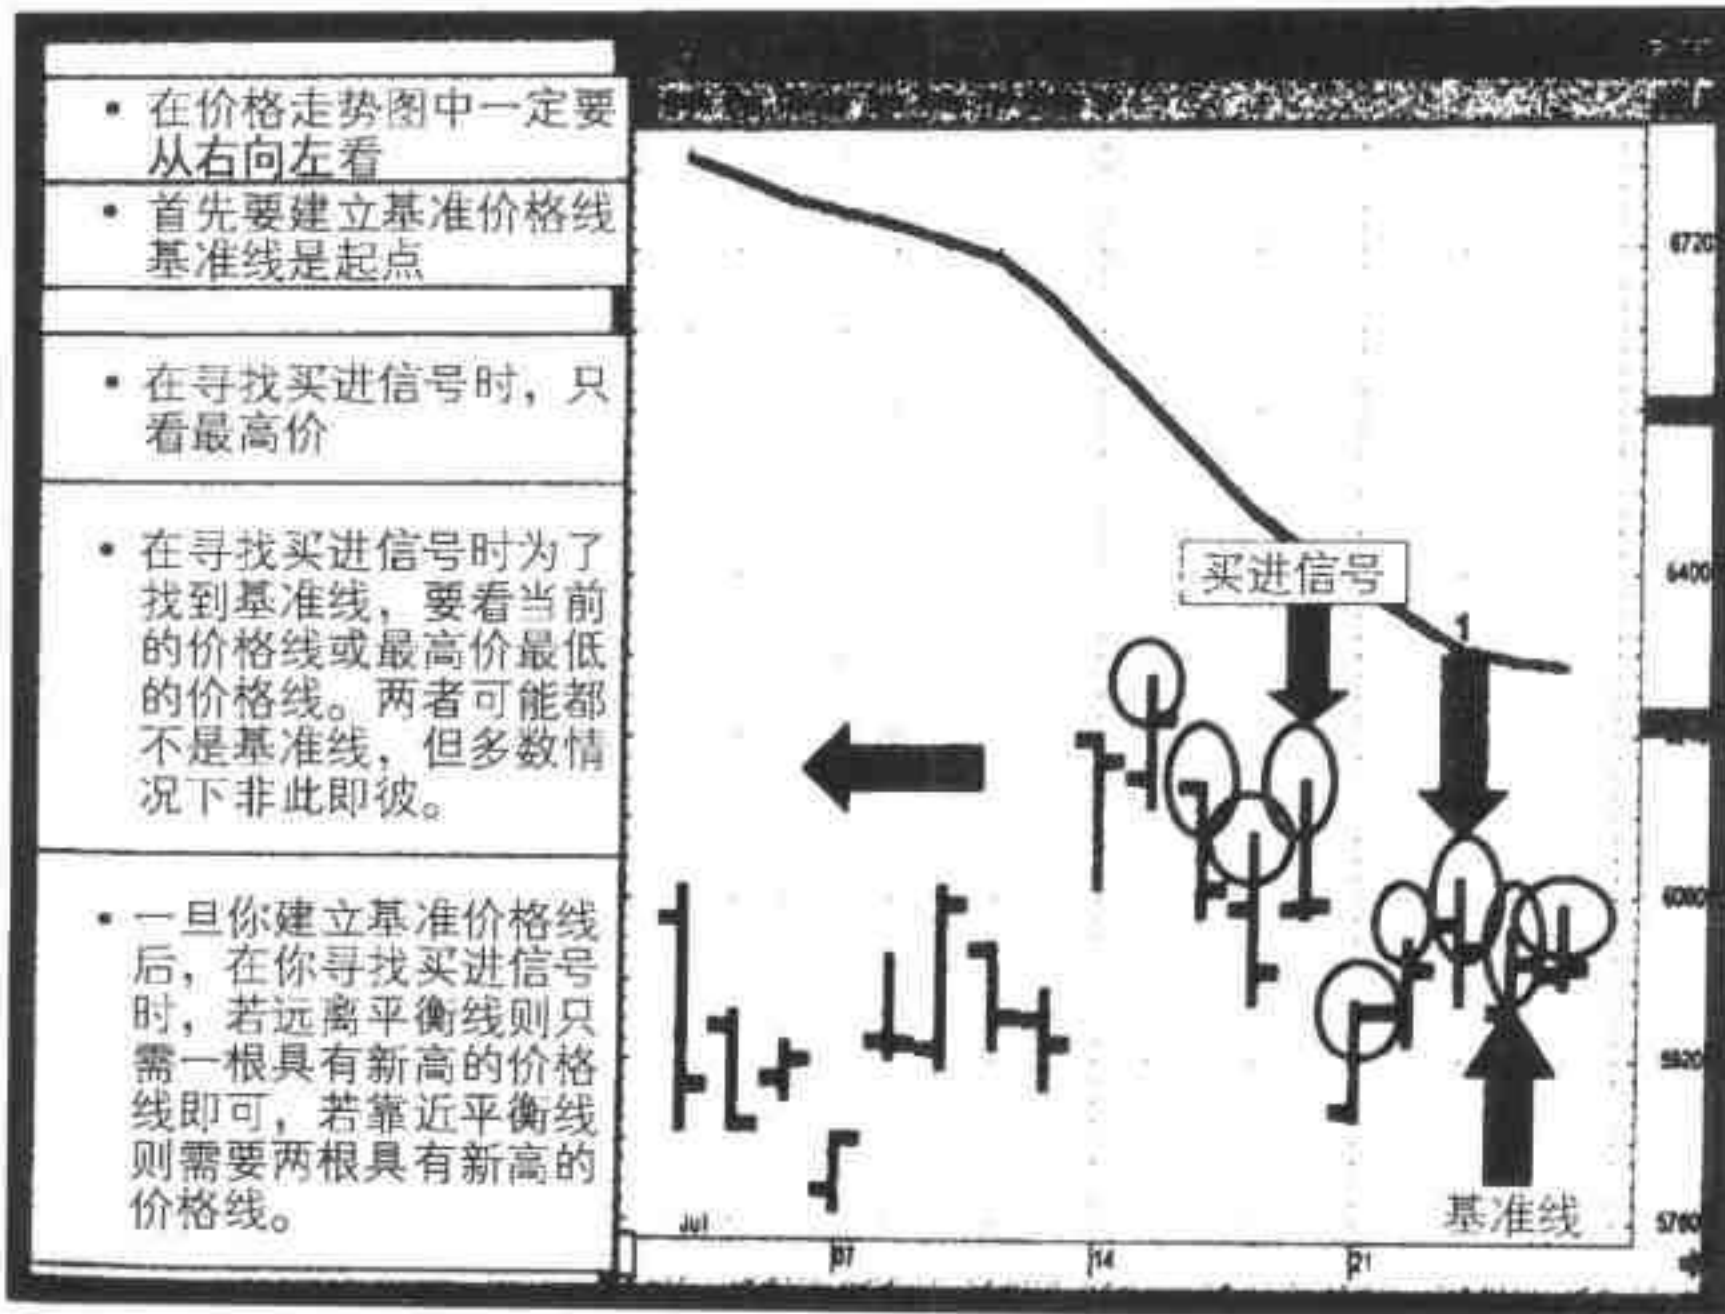 在价格走势图中一定要
从右向左看
首先要建立基准价格线
基准线是起点
在寻找买进信号时，只
看最高价
在寻找买进信号时为了
找到基准线，要看当前
的价格线或最高价最低
的价格线。两者可能都
不是基准线，但多数情
况下非此即彼。
一旦你建立基准价格线
后，在你寻找买进信号
时，若远离平衡线则只
需一根具有新高的价格
线即可，若靠近平衡线
则需要两根具有新高的
价格线。
买进信号
1
基准线
6720
6400
6080
5920
5760
Jul
07
14
21